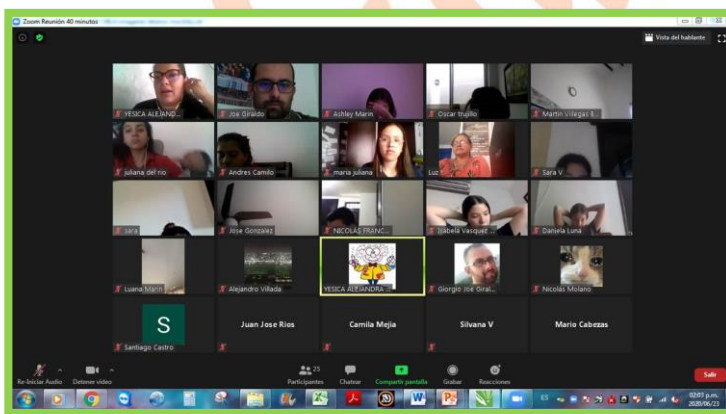 Zoom Reunión 40 minutos
Vista del hablante
YESICA ALEJAND...
Joe Giraldo
Ashley Marin
Oscar trujillo
Martin Villegas
juliana del rio
Andres Camilo
maria juliana
Luz
Sara V
sara
Jose Gonzalez
NICOLÁS FRANC...
Isabela Vasquez
Daniela Luna
Luana Marin
Alejandro Villada
YESICA ALEJANDRA
Giorgio Joe Giral...
Nicolás Molano
S
Santiago Castro
Juan Jose Rios
Camila Mejia
Silvana V
Mario Cabezas
Re-Iniciar Audio
Detener video
25
Participantes
Chatear
Compartir pantalla
Grabar
Reacciones
Salir
ES
02:03 p.m.
2020/06/23